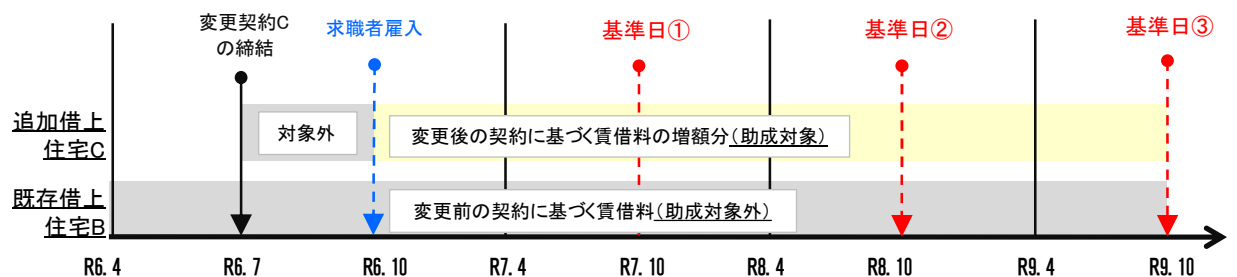 変更契約C
の締結
求職者雇入
基準日①
基準日②
基準日③
追加借上
住宅C
対象外
変更後の契約に基づく賃借料の増額分(助成対象)
既存借上
住宅B
変更前の契約に基づく賃借料(助成対象外)
R6. 4
R6. 7
R6. 10
R7. 4
R7. 10
R8. 4
R8. 10
R9. 4
R9. 10